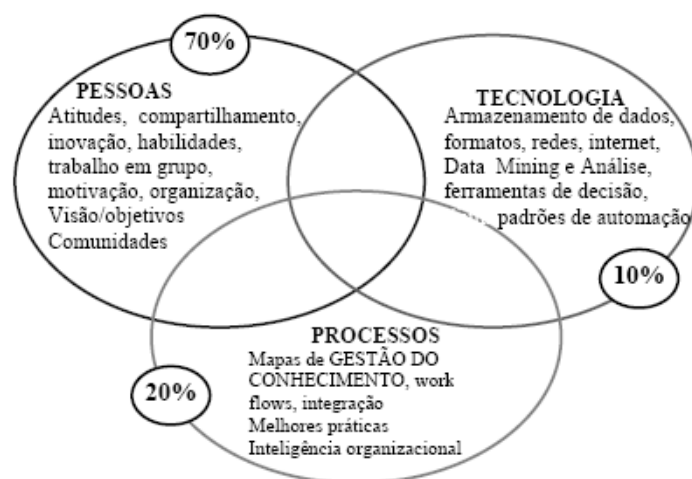 70%
PESSOAS
Atitudes, compartilhamento,
inovação, habilidades,
trabalho em grupo,
motivação, organização,
Visão/objetivos
Comunidades
TECNOLOGIA
Armazenamento de dados,
formatos, redes, internet,
Data Mining e Análise,
ferramentas de decisão,
padrões de automação
10%
PROCESSOS
Mapas de GESTÃO DO
CONHECIMENTO, work
flows, integração
Melhores práticas
Inteligência organizacional
20%